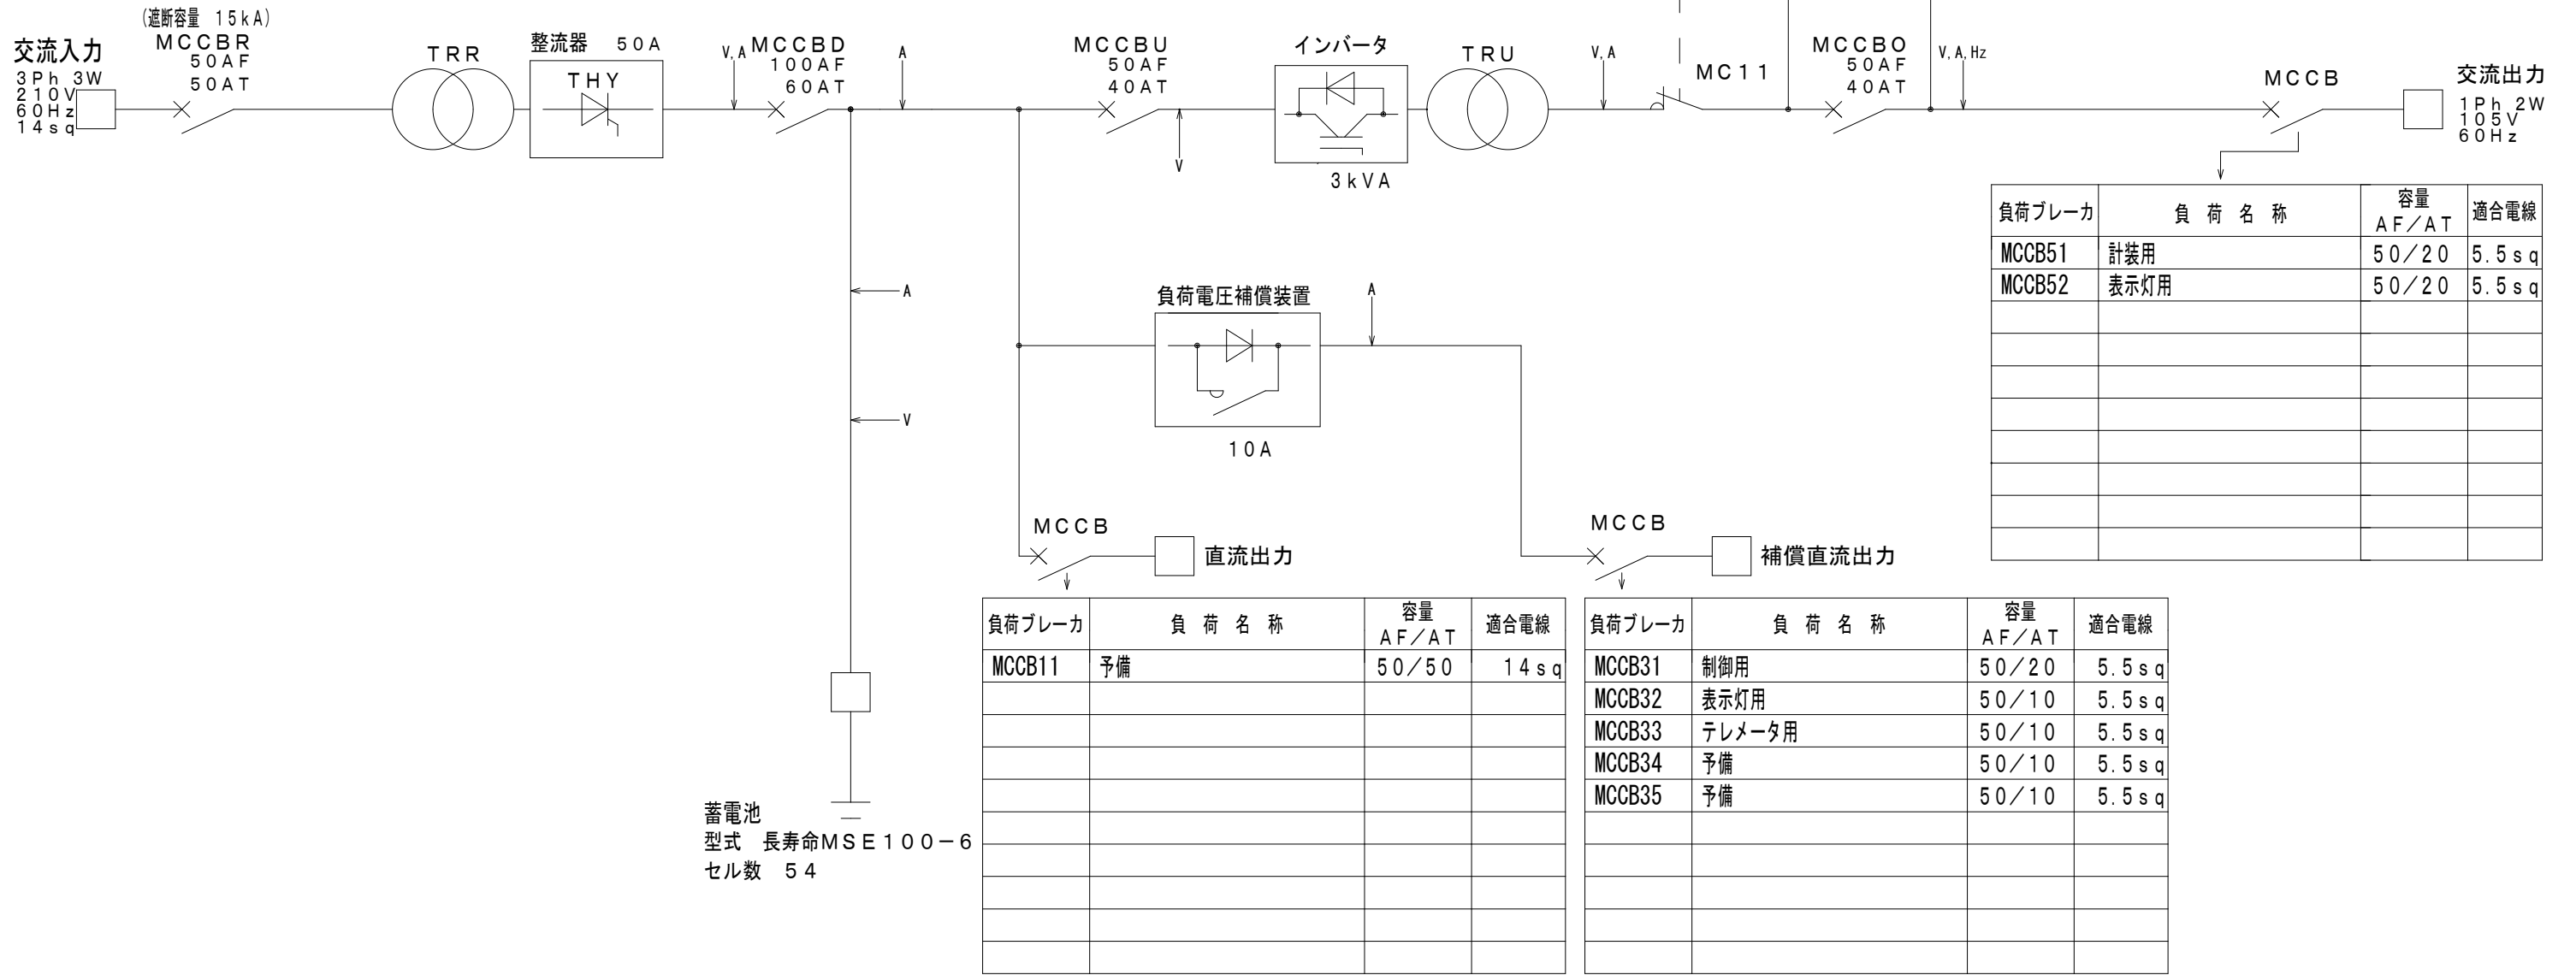 (遮断容量 15kA)
MCCBR
50AF
50AT
交流入力
3Ph 3W
210V
60Hz
14sq
TRR
整流器 50A
THY
V,A
MCCBD
100AF
60AT
A
MCCBU
50AF
40AT
V
インバータ
3kVA
TRU
V,A
MC11
MCCBO
50AF
40AT
V,A,Hz
MCCB
交流出力
1Ph 2W
105V
60Hz
負荷ブレーカ 負荷名称 容量 AF/AT 適合電線
MCCB51 計装用 50/20 5.5sq
MCCB52 表示灯用 50/20 5.5sq
A
V
負荷電圧補償装置
A
10A
MCCB
直流出力
MCCB
補償直流出力
負荷ブレーカ 負荷名称 容量 AF/AT 適合電線
MCCB11 予備 50/50 14sq
負荷ブレーカ 負荷名称 容量 AF/AT 適合電線
MCCB31 制御用 50/20 5.5sq
MCCB32 表示灯用 50/10 5.5sq
MCCB33 テレメータ用 50/10 5.5sq
MCCB34 予備 50/10 5.5sq
MCCB35 予備 50/10 5.5sq
蓄電池
型式 長寿命MSE100-6
セル数 54